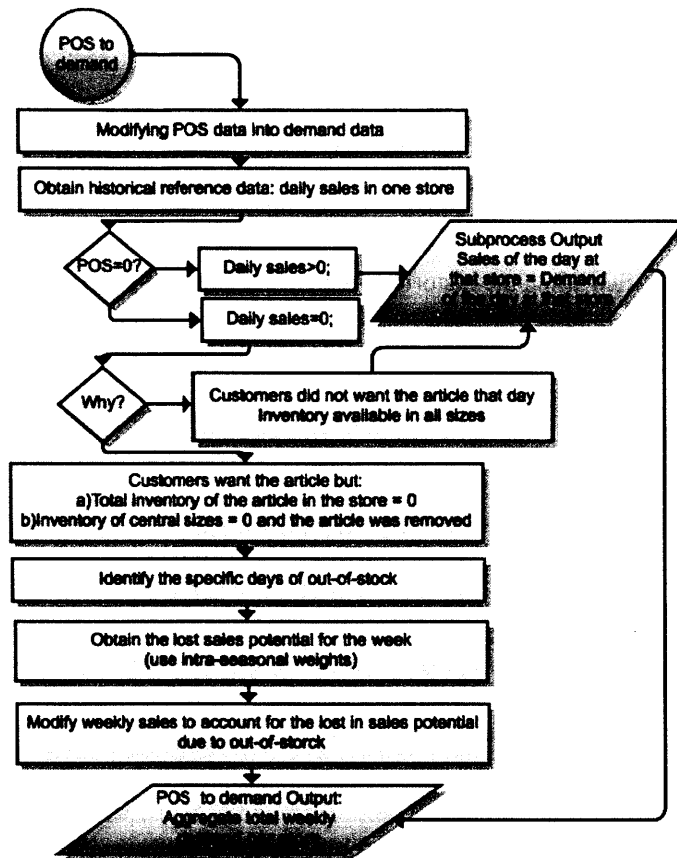 POS to
demand
Modifying POS data into demand data
Obtain historical reference data: daily sales in one store
POS=0?
Daily sales>0;
Subprocess Output
Sales of the day at
that store = Demand
of the day at that store
Daily sales=0;
Why?
Customers did not want the article that day
Inventory available in all sizes
Customers want the article but:
a)Total Inventory of the article in the store = 0
b)Inventory of central sizes = 0 and the article was removed
Identify the specific days of out-of-stock
Obtain the lost sales potential for the week
(use intra-seasonal weights)
Modify weekly sales to account for the lost in sales potential
due to out-of-storck
POS to demand Output:
Aggregate total weekly